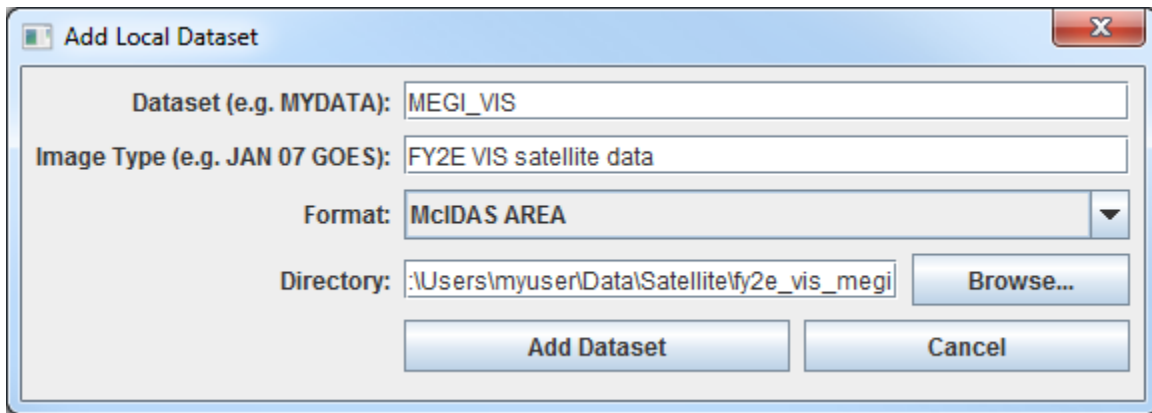 Add Local Dataset
Dataset (e.g. MYDATA): MEGI_VIS
Image Type (e.g. JAN 07 GOES): FY2E VIS satellite data
Format: McIDAS AREA
Directory: :\Users\myuser\Data\Satellite\fy2e_vis_megi Browse...
Add Dataset Cancel